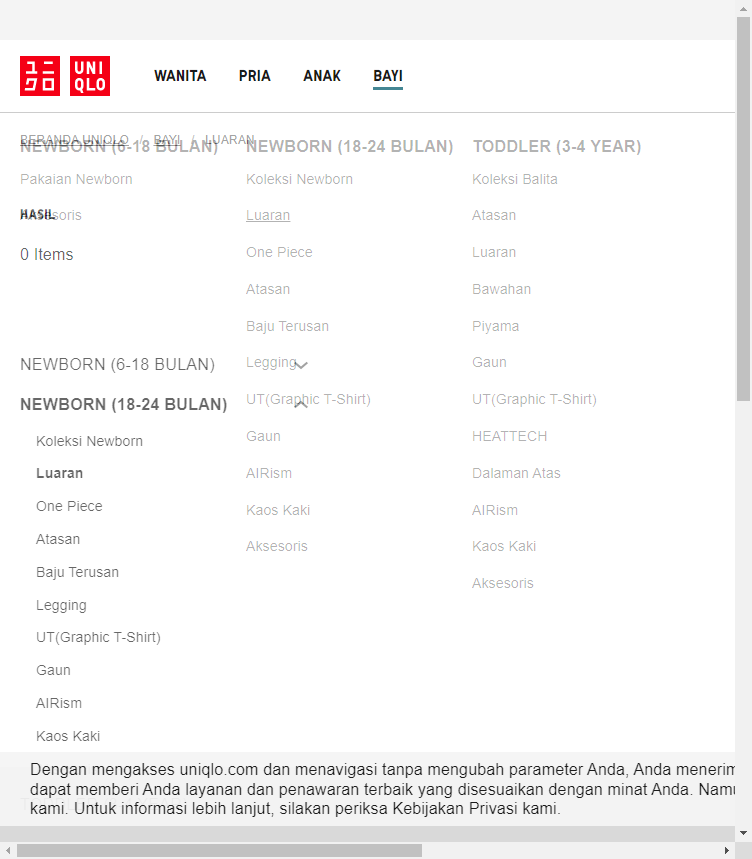 ユニクロ
UNIQLO
WANITA PRIA ANAK BAYI
BERANDA UNIQLO / BAYI / LUARAN
NEWBORN (6-18 BULAN) NEWBORN (18-24 BULAN) TODDLER (3-4 YEAR)
Pakaian Newborn Koleksi Newborn Koleksi Balita
HASIL
Aksesoris Luaran Atasan
0 Items One Piece Luaran
Atasan Bawahan
Baju Terusan Piyama
NEWBORN (6-18 BULAN) Legging Gaun
NEWBORN (18-24 BULAN) UT(Graphic T-Shirt) UT(Graphic T-Shirt)
Koleksi Newborn Gaun HEATTECH
Luaran AIRism Dalaman Atas
One Piece Kaos Kaki AIRism
Atasan Aksesoris Kaos Kaki
Baju Terusan Aksesoris
Legging
UT(Graphic T-Shirt)
Gaun
AIRism
Kaos Kaki
Dengan mengakses uniqlo.com dan menavigasi tanpa mengubah parameter Anda, Anda menerim
dapat memberi Anda layanan dan penawaran terbaik yang disesuaikan dengan minat Anda. Namu
kami. Untuk informasi lebih lanjut, silakan periksa Kebijakan Privasi kami.